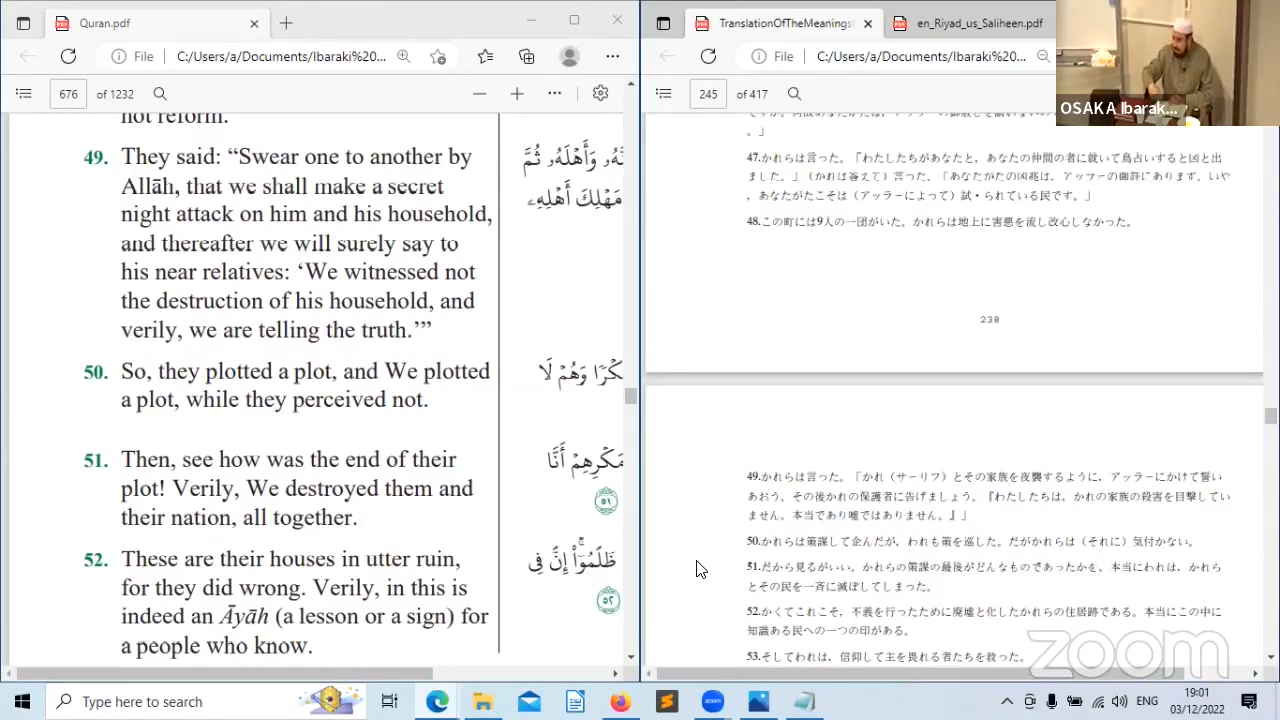 Quran.pdf
TranslationOfTheMeanings
en_Riyad_us_Saliheen.pdf
File
C:/Users/a/Documents/Ibaraki%20...
File
C:/Users/a/Documents/Ibaraki%20...
676 of 1232
245 of 417
OSAKA Ibarak...
not reform.
49. They said: “Swear one to another by
Allāh, that we shall make a secret
night attack on him and his household,
and thereafter we will surely say to
his near relatives: ‘We witnessed not
the destruction of his household, and
verily, we are telling the truth.’”
50. So, they plotted a plot, and We plotted
a plot, while they perceived not.
51. Then, see how was the end of their
plot! Verily, We destroyed them and
their nation, all together.
52. These are their houses in utter ruin,
for they did wrong. Verily, in this is
indeed an Āyāh (a lesson or a sign) for
a people who know.
وَأَهْلَهُۥ ثُمَّ
مَهْلِكَ أَهْلِهِۦ
وَهُمْ لَا
مَكْرِهِمْ أَنَّا
٥١
ظَلَمُوٓا۟ ۗ إِنَّ فِى
٥٢
。」
47.かれらは言った。「わたしたちがあなたと，あなたの仲間の者に就いて鳥占いすると凶と出
ました。」（かれは答えて）言った。「あなたがたの凶兆は，アッラーの御許にあります。いや
，あなたがたこそは（アッラーによって）試・られている民です。」
48.この町には9人の一団がいた。かれらは地上に害悪を流し改心しなかった。
238
49.かれらは言った。「かれ（サーリフ）とその家族を夜襲するように，アッラーにかけて誓い
あおう。その後かれの保護者に告げましょう。『わたしたちは，かれの家族の殺害を目撃してい
ません。本当であり嘘ではありません。』」
50.かれらは策謀して企んだが，われも策を巡した。だがかれらは（それに）気付かない。
51.だから見るがいい。かれらの策謀の最後がどんなものであったかを。本当にわれは，かれら
とその民を一斉に滅ぼしてしまった。
52.かくてこれこそ，不義を行ったために廃墟と化したかれらの住居跡である。本当にこの中に
知識ある民への一つの印がある。
53.そしてわれは，信仰して主を畏れる者たちを救った。
zoom
Type here to search
zoom
ENG
19:01
03/12/2022